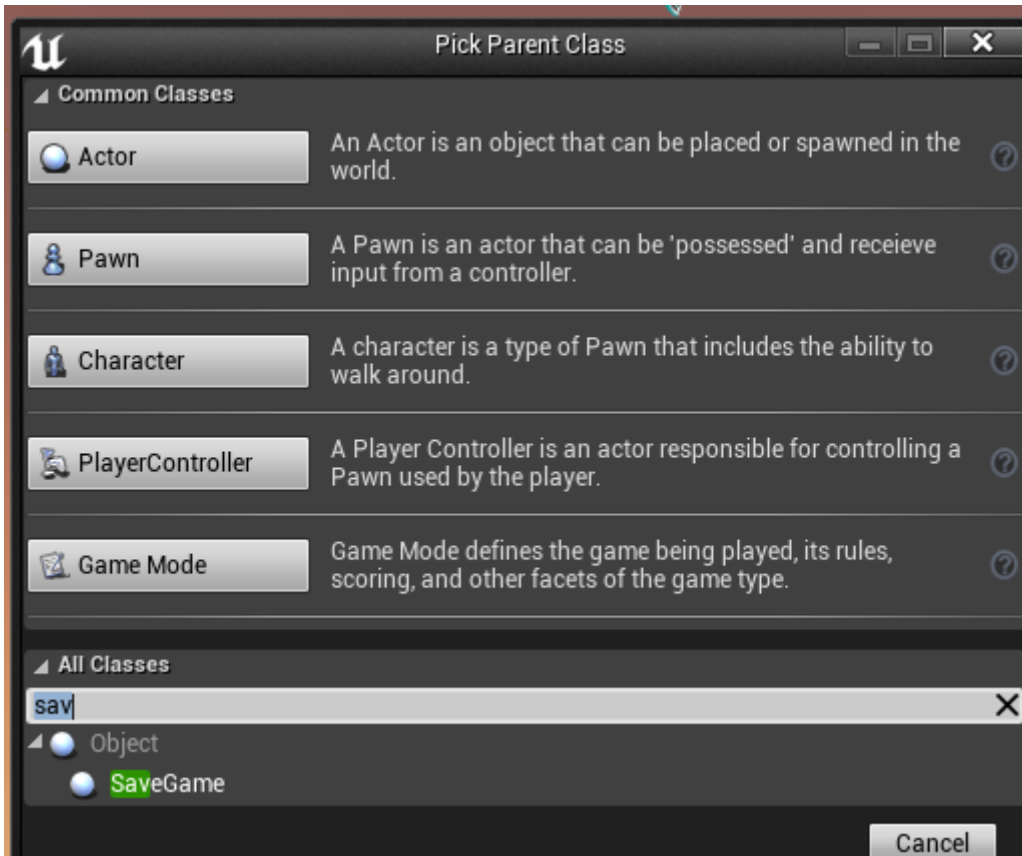 Pick Parent Class
Common Classes
Actor
An Actor is an object that can be placed or spawned in the
world.
Pawn
A Pawn is an actor that can be 'possessed' and receieve
input from a controller.
Character
A character is a type of Pawn that includes the ability to
walk around.
PlayerController
A Player Controller is an actor responsible for controlling a
Pawn used by the player.
Game Mode
Game Mode defines the game being played, its rules,
scoring, and other facets of the game type.
All Classes
sav
Object
SaveGame
Cancel